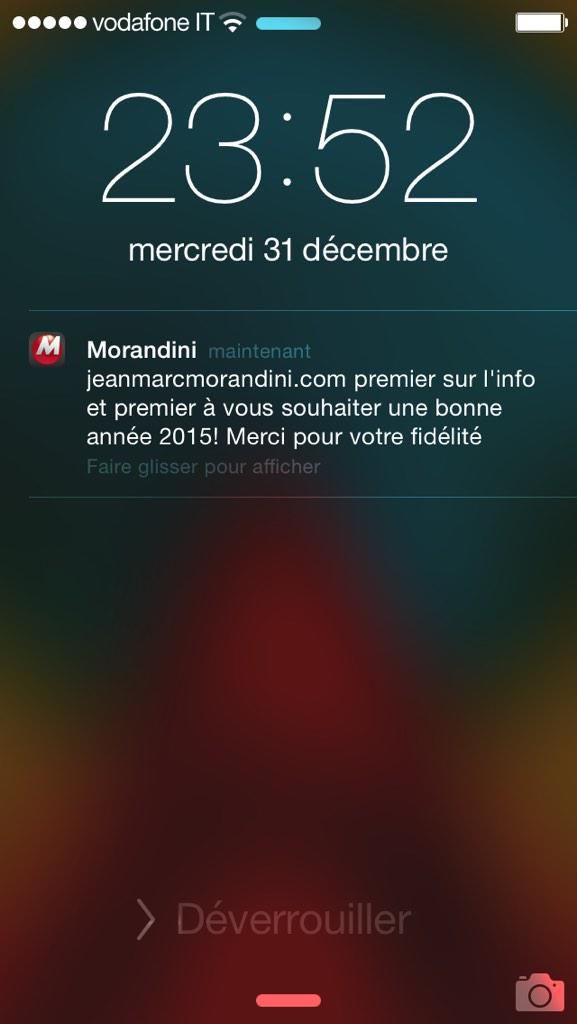 vodafone IT
23:52
mercredi 31 décembre
M
Morandini maintenant
jeanmarcmorandini.com premier sur l'info
et premier à vous souhaiter une bonne
année 2015! Merci pour votre fidélité
Faire glisser pour afficher
Déverrouiller